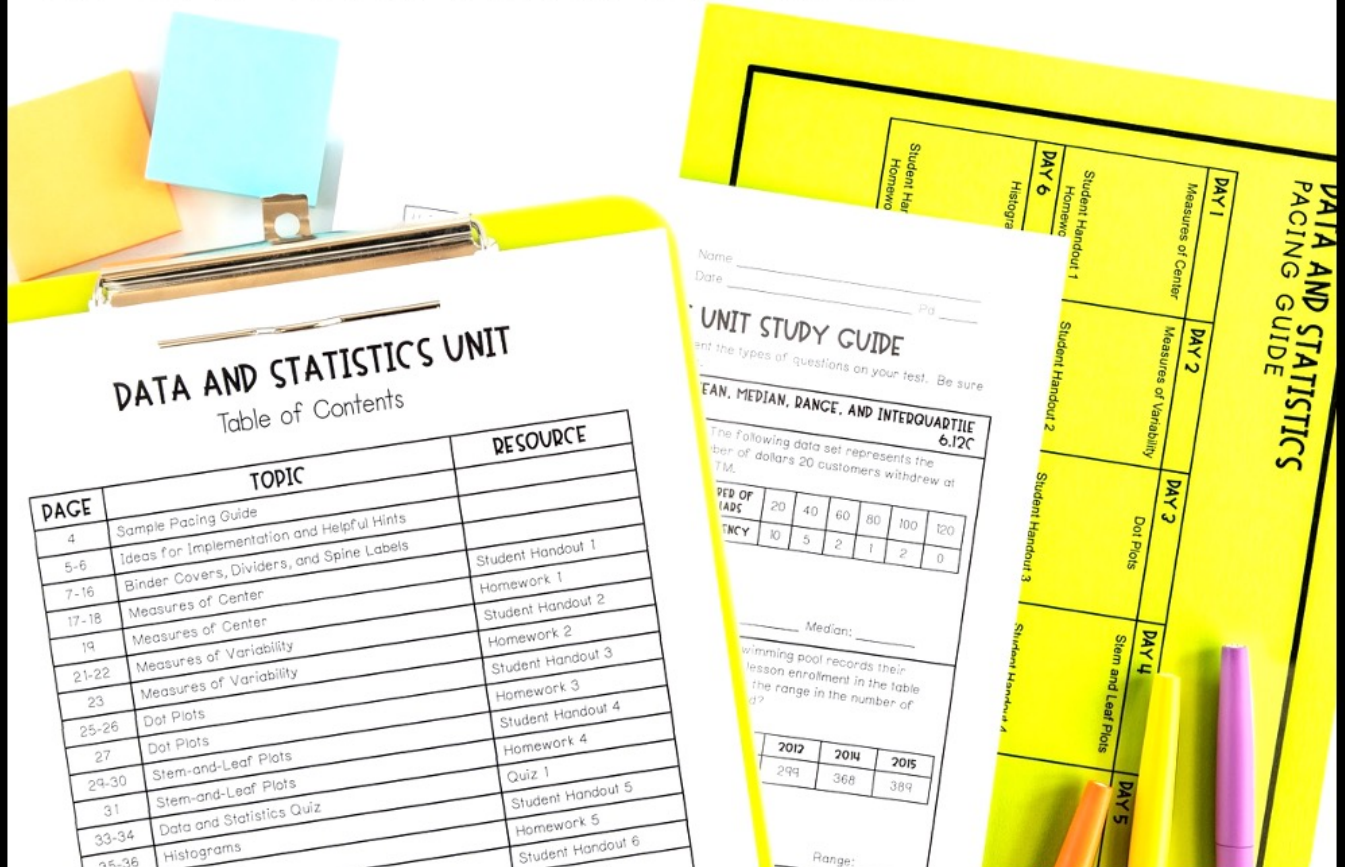 DATA AND STATISTICS UNIT
Table of Contents
PAGE TOPIC RESOURCE
4 Sample Pacing Guide
5-6 Ideas for Implementation and Helpful Hints
7-16 Binder Covers, Dividers, and Spine Labels
17-18 Measures of Center Student Handout 1
19 Measures of Center Homework 1
21-22 Measures of Variability Student Handout 2
23 Measures of Variability Homework 2
25-26 Dot Plots Student Handout 3
27 Dot Plots Homework 3
29-30 Stem-and-Leaf Plots Student Handout 4
31 Stem-and-Leaf Plots Homework 4
33-34 Data and Statistics Quiz Quiz 1
35-36 Histograms Student Handout 5
Homework 5
Student Handout 6
Name
Date Pd
UNIT STUDY GUIDE
the types of questions on your test. Be sure
MEDIAN, RANGE, AND INTERQUARTILE
6.12C
The following data set represents the
of dollars 20 customers withdrew at
OF 20 40 60 80 100 120
10 5 2 1 2 0
Median:
pool records their
lesson enrollment in the table
the range in the number of
2012 2014 2015
299 368 389
Range:
DATA AND STATISTICS
PACING GUIDE
DAY 1
Measures of Center
Student Handout 1
DAY 2
Measures of Variability
Student Handout 2
DAY 3
Dot Plots
Student Handout 3
DAY 4
Stem and Leaf Plots
Student Handout 4
DAY 5
DAY 6
Student